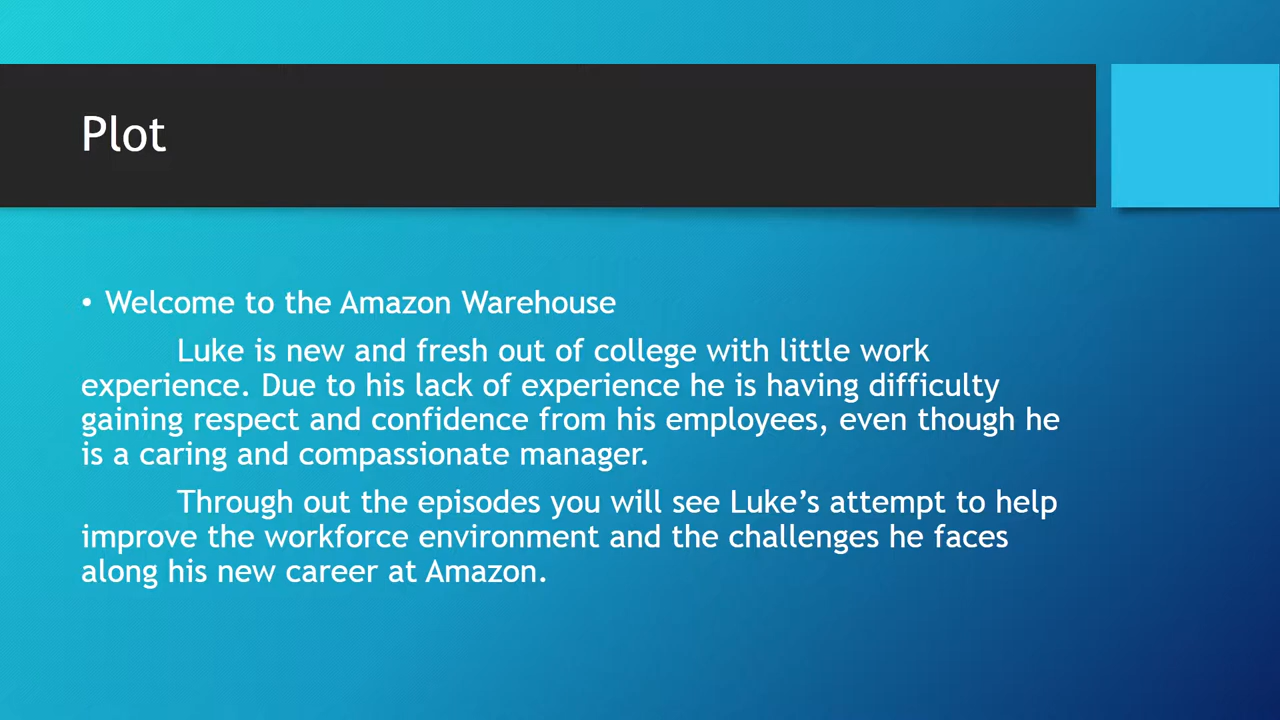 Plot
• Welcome to the Amazon Warehouse
Luke is new and fresh out of college with little work
experience. Due to his lack of experience he is having difficulty
gaining respect and confidence from his employees, even though he
is a caring and compassionate manager.
Through out the episodes you will see Luke’s attempt to help
improve the workforce environment and the challenges he faces
along his new career at Amazon.